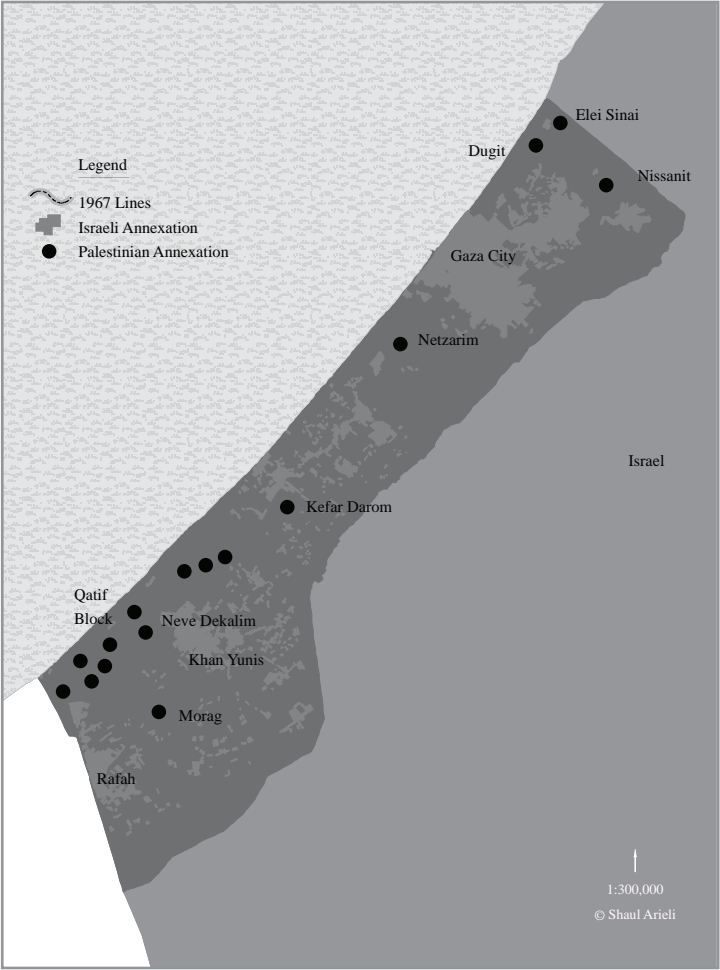 Elei Sinai
Dugit
Legend
Nissanit
1967 Lines
Israeli Annexation
Palestinian Annexation
Gaza City
Netzarim
Israel
Kefar Darom
Qatif
Block
Neve Dekalim
Khan Yunis
Morag
Rafah
1:300,000
© Shaul Arieli